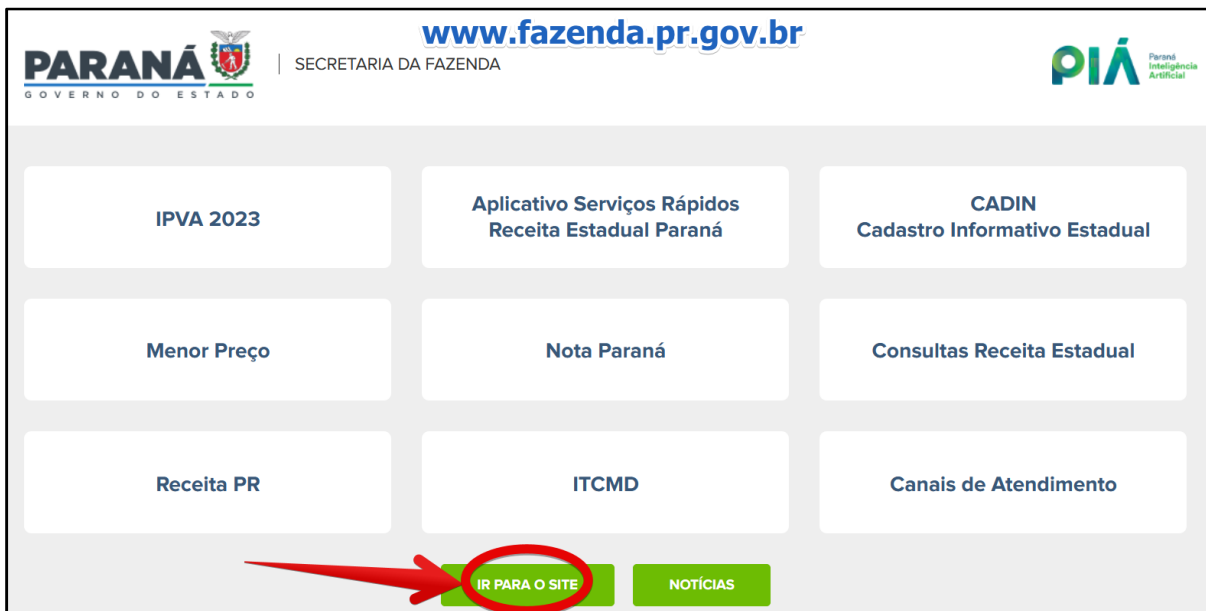 www.fazenda.pr.gov.br
PARANÁ
GOVERNO DO ESTADO
SECRETARIA DA FAZENDA
PIÁ
Paraná
Inteligência
Artificial
IPVA 2023
Aplicativo Serviços Rápidos
Receita Estadual Paraná
CADIN
Cadastro Informativo Estadual
Menor Preço
Nota Paraná
Consultas Receita Estadual
Receita PR
ITCMD
Canais de Atendimento
IR PARA O SITE
NOTÍCIAS